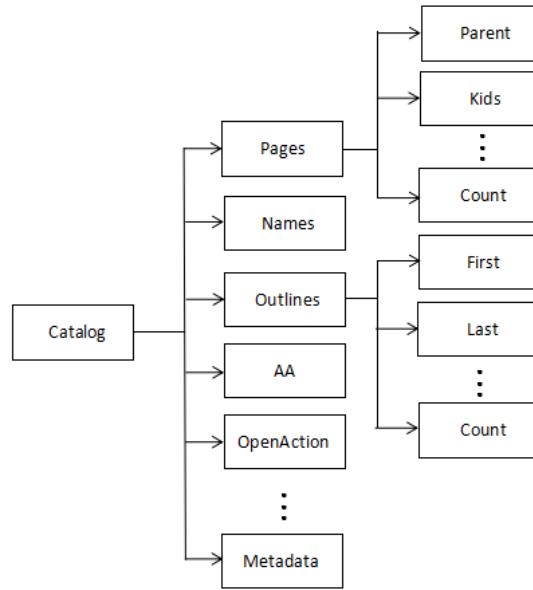 Parent
Kids
Pages
Count
Names
First
Outlines
Catalog
Last
AA
Count
OpenAction
Metadata